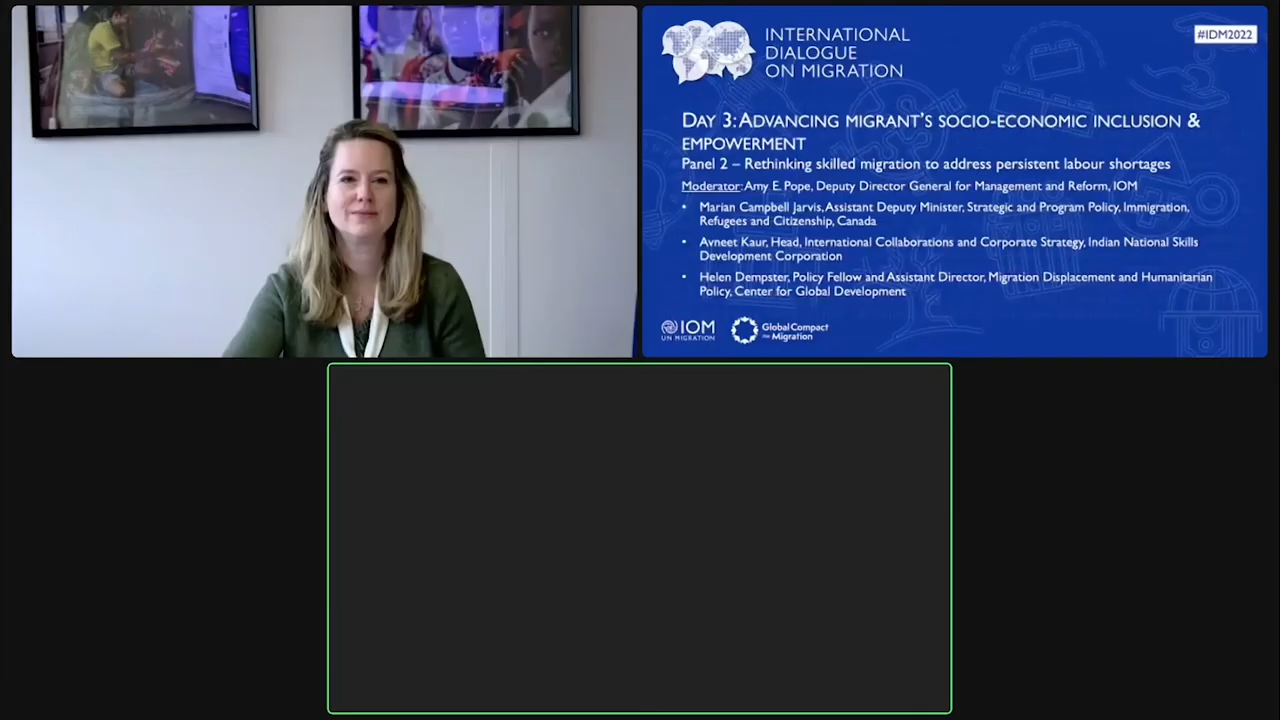 INTERNATIONAL
DIALOGUE
ON MIGRATION
#IDM2022
DAY 3: ADVANCING MIGRANT'S SOCIO-ECONOMIC INCLUSION &
EMPOWERMENT
Panel 2 – Rethinking skilled migration to address persistent labour shortages
Moderator: Amy E. Pope, Deputy Director General for Management and Reform, IOM
• Marian Campbell Jarvis, Assistant Deputy Minister, Strategic and Program Policy, Immigration,
Refugees and Citizenship, Canada
• Avneet Kaur, Head, International Collaborations and Corporate Strategy, Indian National Skills
Development Corporation
• Helen Dempster, Policy Fellow and Assistant Director, Migration Displacement and Humanitarian
Policy, Center for Global Development
IOM
UN MIGRATION
Global Compact
for Migration